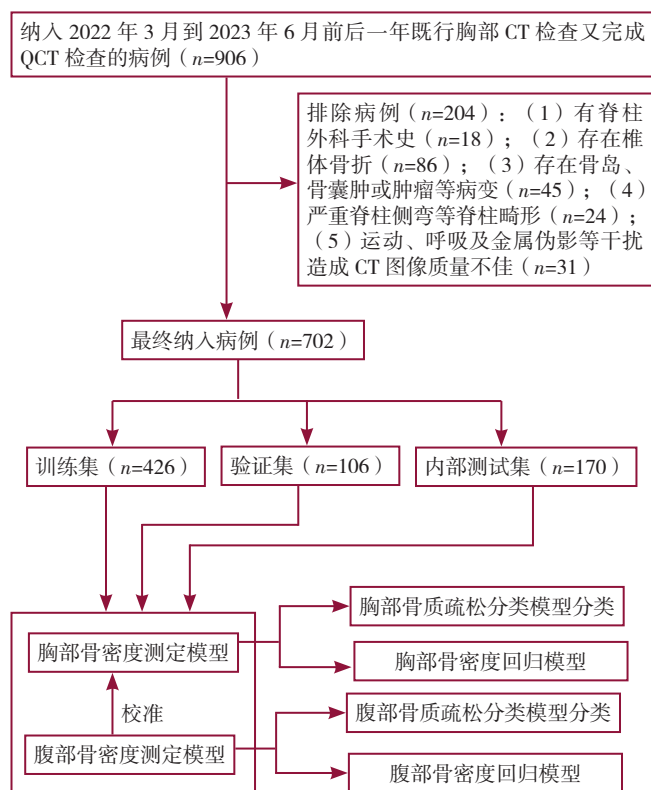 纳入 2022 年 3 月到 2023 年 6 月前后一年既行胸部 CT 检查又完成
QCT 检查的病例（n=906）
排除病例（n=204）：（1）有脊柱
外科手术史（n=18）；（2）存在椎
体骨折（n=86）；（3）存在骨岛、
骨囊肿或肿瘤等病变（n=45）；（4）
严重脊柱侧弯等脊柱畸形（n=24）；
（5）运动、呼吸及金属伪影等干扰
造成 CT 图像质量不佳（n=31）
最终纳入病例（n=702）
训练集（n=426）
验证集（n=106）
内部测试集（n=170）
胸部骨质疏松分类模型分类
胸部骨密度测定模型
胸部骨密度回归模型
校准
腹部骨质疏松分类模型分类
腹部骨密度测定模型
腹部骨密度回归模型